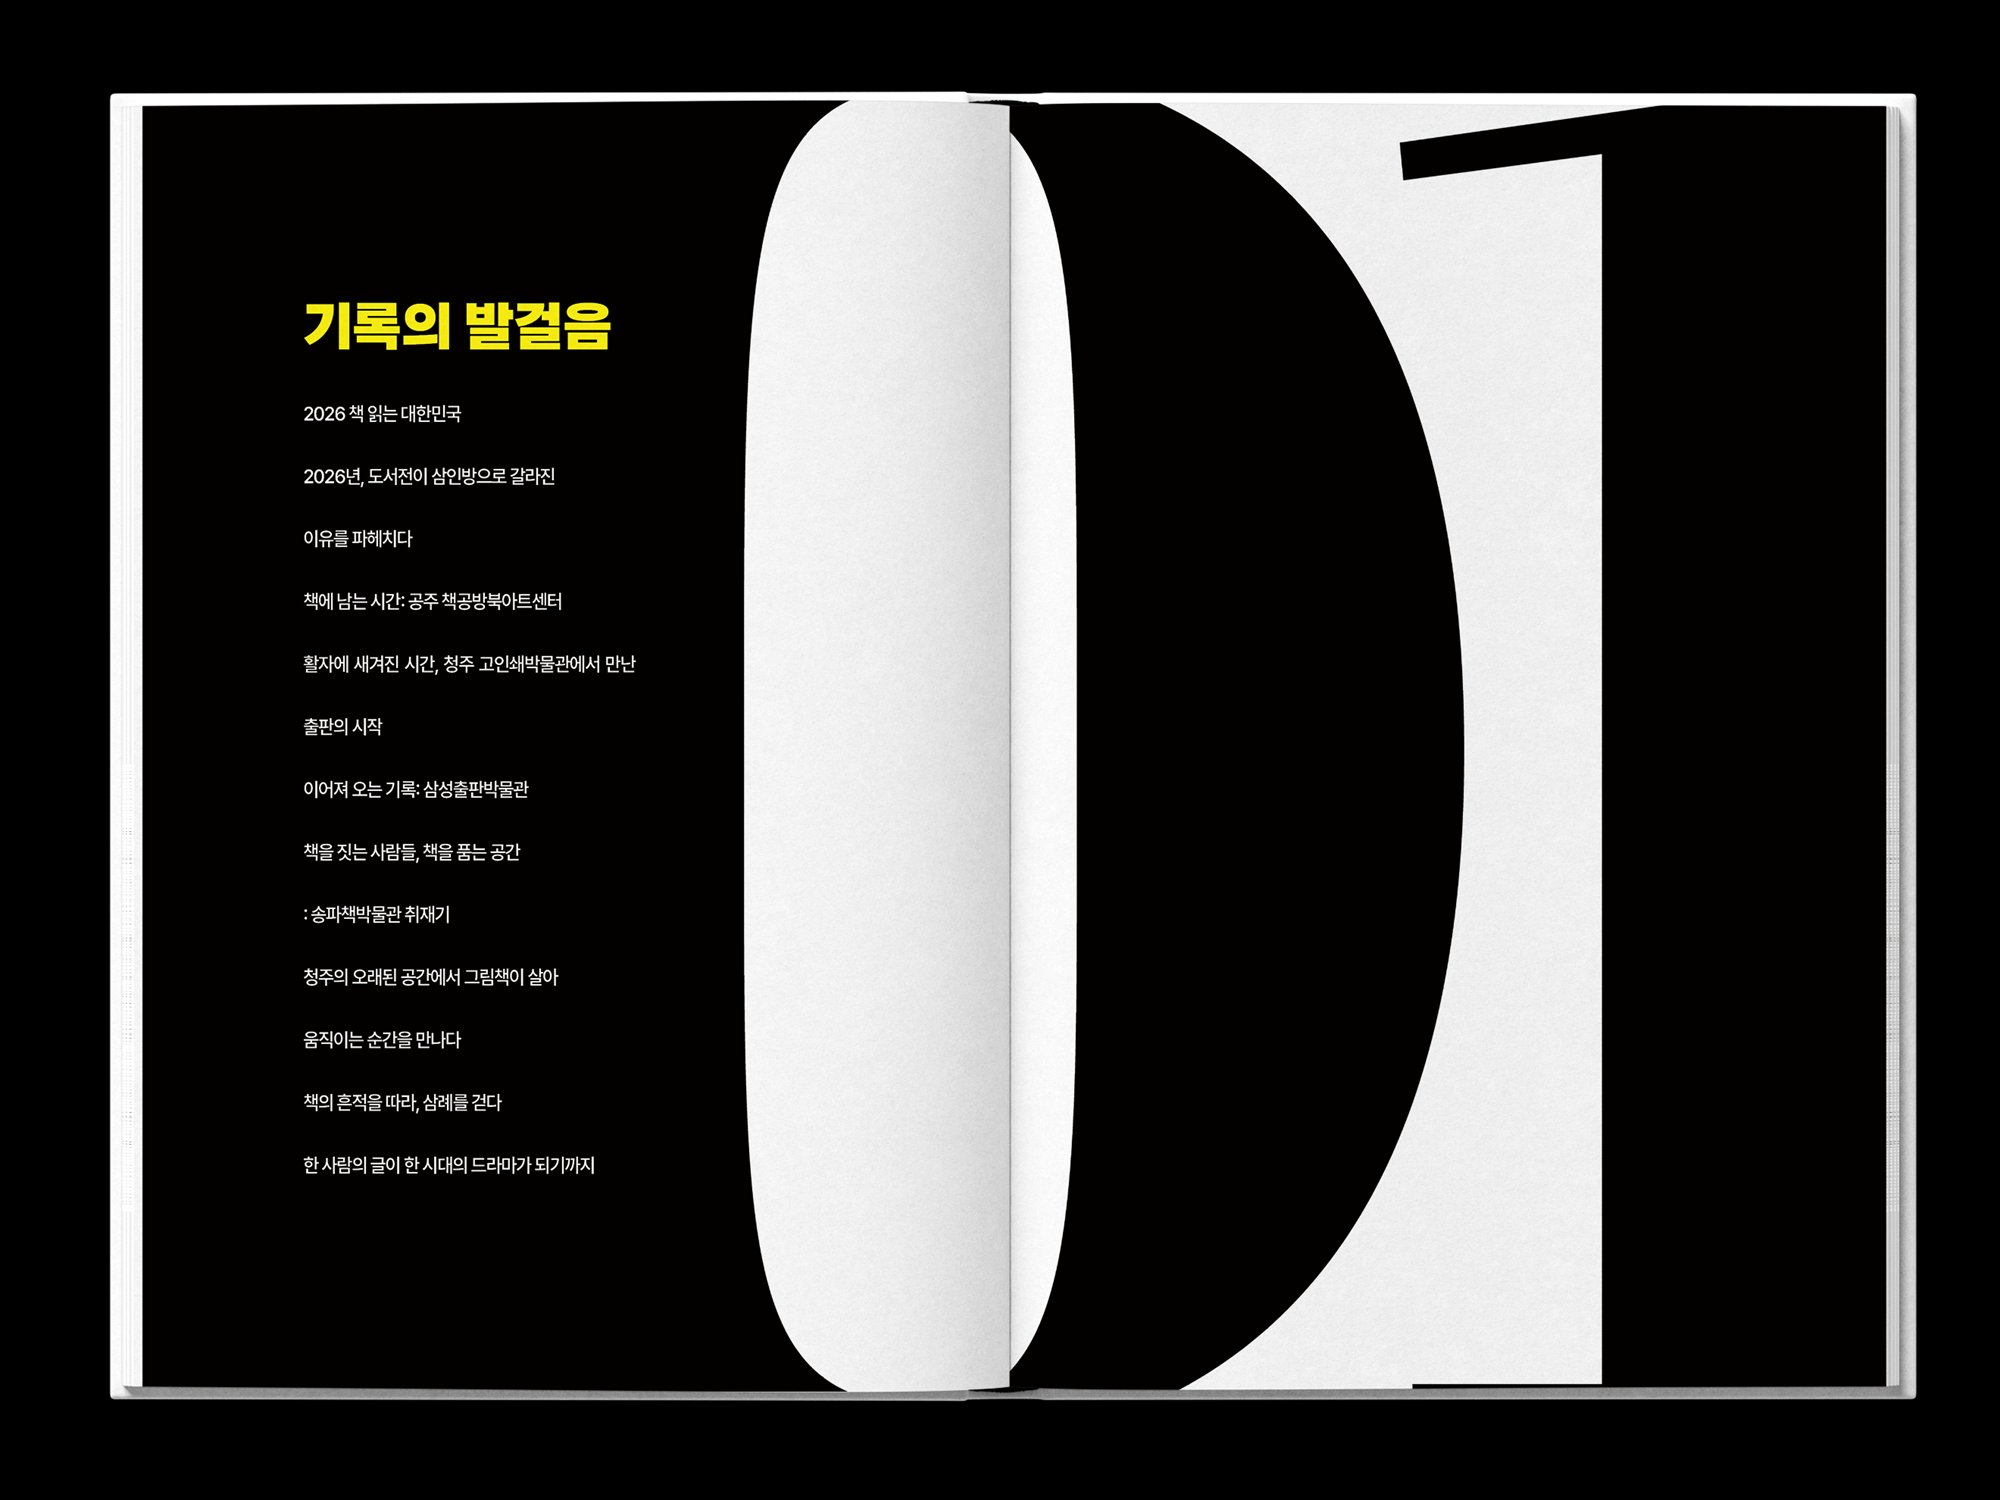 기록의 발걸음
2026 책 읽는 대한민국
2026년, 도서전이 삼인방으로 갈라진
이유를 파헤치다
책에 남는 시간: 공주 책공방북아트센터
활자에 새겨진 시간, 청주 고인쇄박물관에서 만난
출판의 시작
이어져 오는 기록: 삼성출판박물관
책을 짓는 사람들, 책을 품는 공간
: 송파책박물관 취재기
청주의 오래된 공간에서 그림책이 살아
움직이는 순간을 만나다
책의 흔적을 따라, 삼례를 걷다
한 사람의 글이 한 시대의 드라마가 되기까지
01